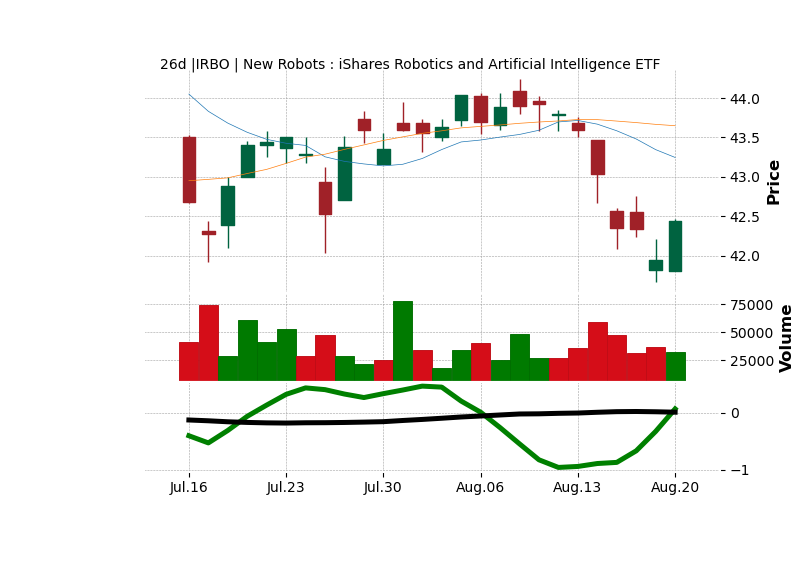 26d |IRBO | New Robots : iShares Robotics and Artificial Intelligence ETF
44.0
43.5
43.0
42.5
42.0
Price
75000
50000
25000
Volume
0
−1
Jul.16 Jul.23 Jul.30 Aug.06 Aug.13 Aug.20